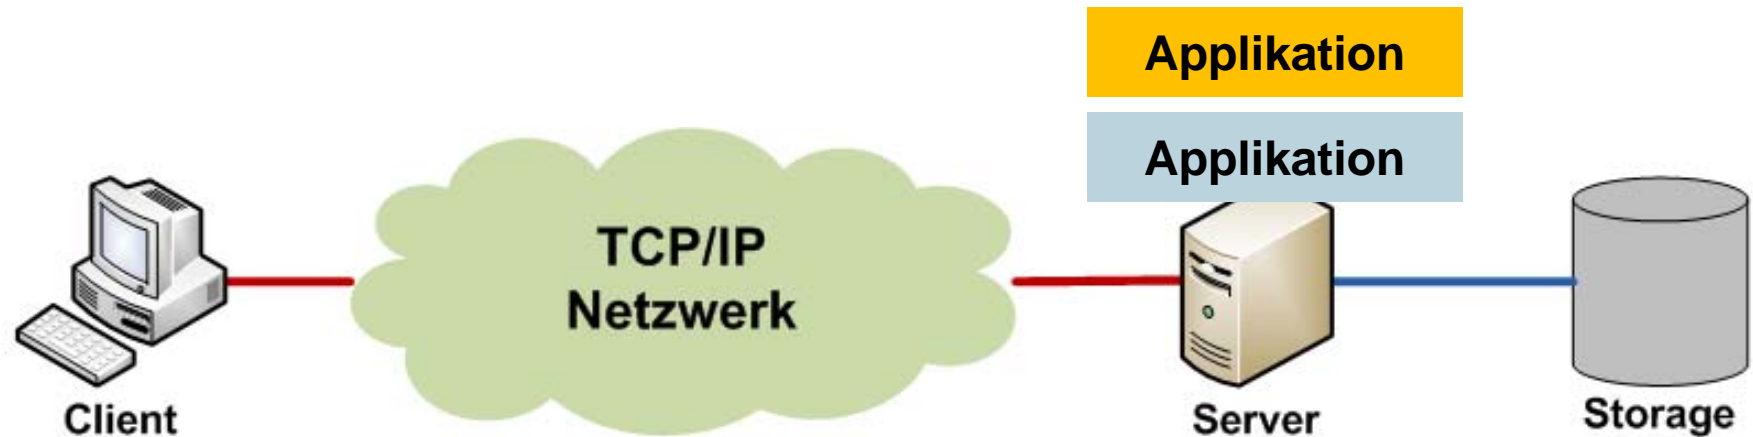 Applikation
Applikation
TCP/IP
Netzwerk
Client
Server
Storage